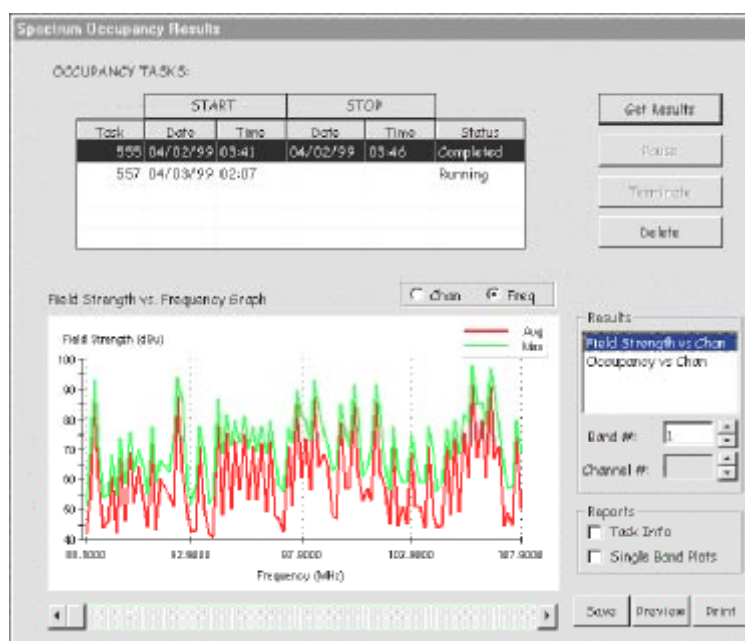 Spectrum Occupancy Results
OCCUPANCY TASKS:
START STOP
Task Date Time Date Time Status
555 04/02/99 03:41 04/02/99 03:46 Completed
557 04/03/99 02:07 Running
Get Results
Pause
Terminate
Delete
Field Strength vs. Frequency Graph
Chan Freq
Field Strength (dBu)
Avg
Max
100
90
80
70
60
50
40
88.1000 92.9000 97.9000 102.9000 107.9000
Frequency (MHz)
Results
Field Strength vs Chan
Occupancy vs Chan
Band #: 1
Channel #:
Reports
Task Info
Single Band Plots
Save Preview Print